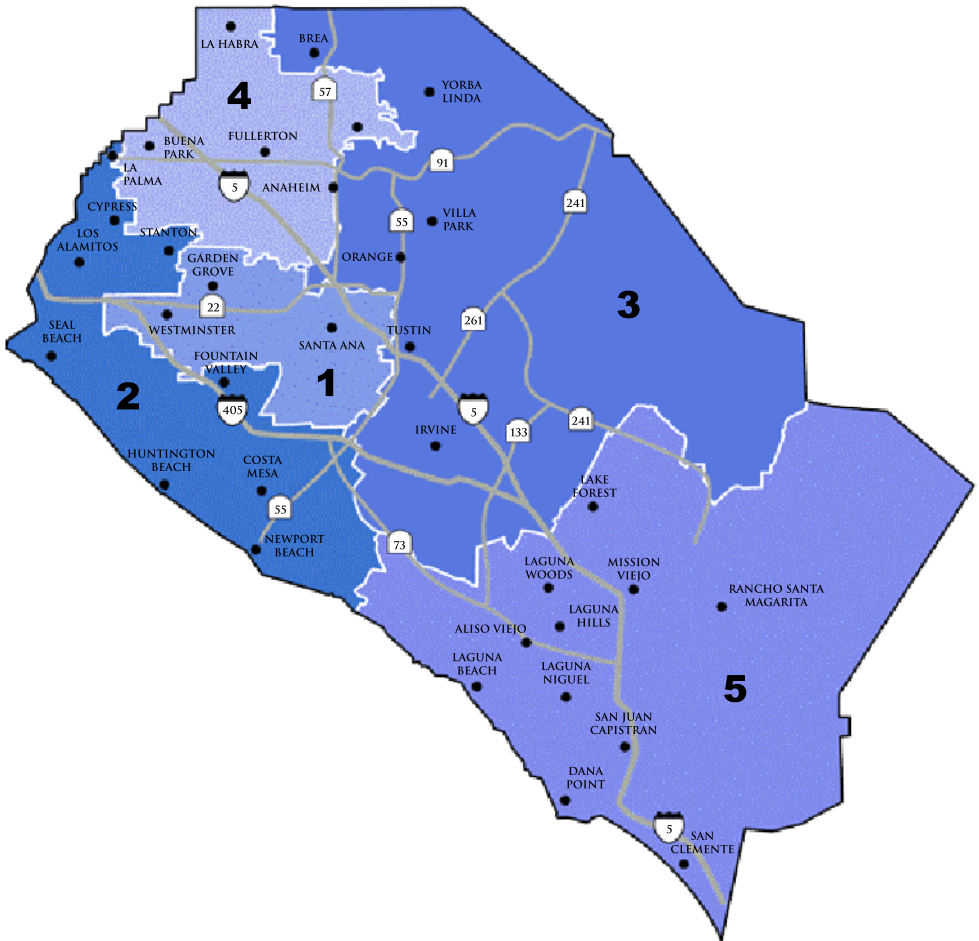 LA HABRA
BREA
57
YORBA
LINDA
4
BUENA
PARK
FULLERTON
91
LA
PALMA
5
ANAHEIM
241
CYPRESS
55
VILLA
PARK
LOS
ALAMITOS
STANTON
GARDEN
GROVE
ORANGE
22
3
261
SEAL
BEACH
WESTMINSTER
SANTA ANA
TUSTIN
FOUNTAIN
VALLEY
1
2
405
5
241
133
IRVINE
HUNTINGTON
BEACH
COSTA
MESA
LAKE
FOREST
55
NEWPORT
BEACH
73
LAGUNA
WOODS
MISSION
VIEJO
RANCHO SANTA
MAGARITA
LAGUNA
HILLS
ALISO VIEJO
LAGUNA
BEACH
LAGUNA
NIGUEL
5
SAN JUAN
CAPISTRAN
DANA
POINT
5
SAN
CLEMENTE